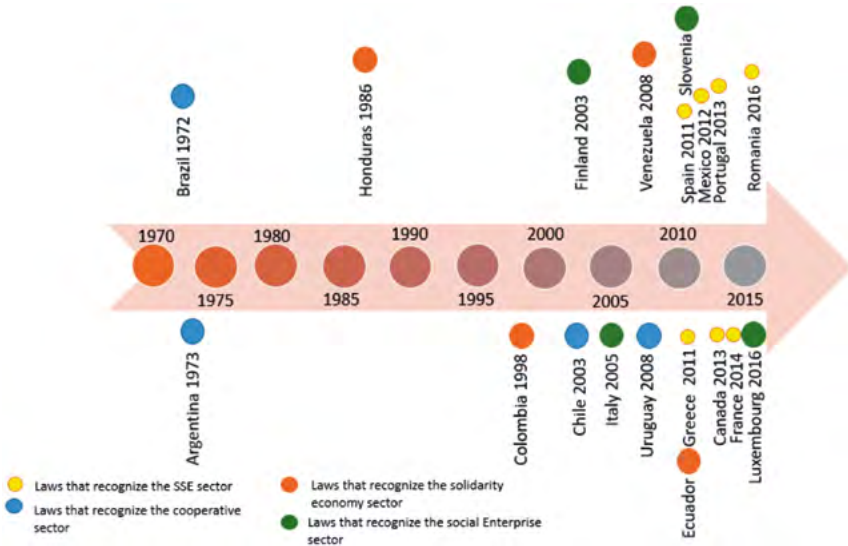 Brazil 1972
Honduras 1986
Finland 2003
Venezuela 2008
Slovenia
Spain 2011
Mexico 2012
Portugal 2013
Romania 2016
1970
1980
1990
2000
2010
1975
1985
1995
2005
2015
Argentina 1973
Colombia 1998
Chile 2003
Italy 2005
Uruguay 2008
Greece 2011
Ecuador
Canada 2013
France 2014
Luxembourg 2016
Laws that recognize the SSE sector
Laws that recognize the cooperative
sector
Laws that recognize the solidarity
economy sector
Laws that recognize the social Enterprise
sector